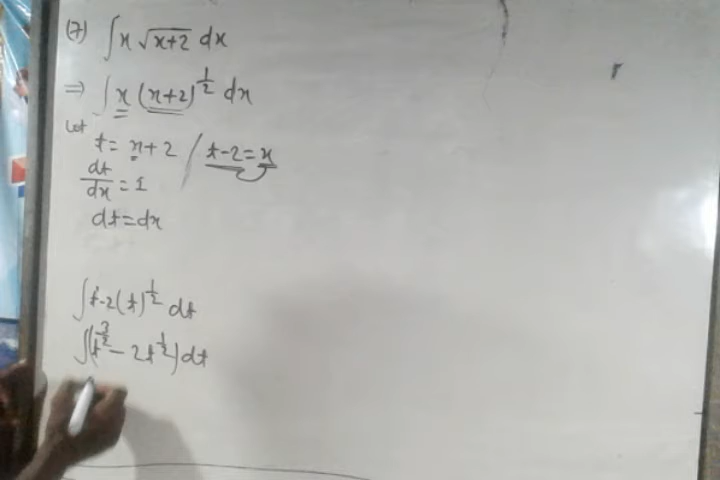 (7) ∫x √x+2 dx
⇒ ∫x (x+2)^1/2 dx
Let
t = x+2 / t-2 = x
dt/dx = 1
dt = dx
∫t-2(t)^1/2 dt
∫(t^3/2 - 2t^1/2) dt